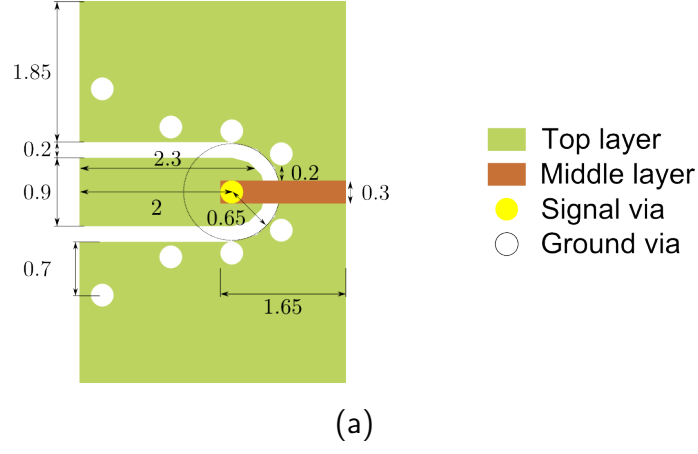 1.85
0.2
2.3
0.2
0.9
0.3
2
0.65
0.7
1.65
Top layer
Middle layer
Signal via
Ground via
(a)